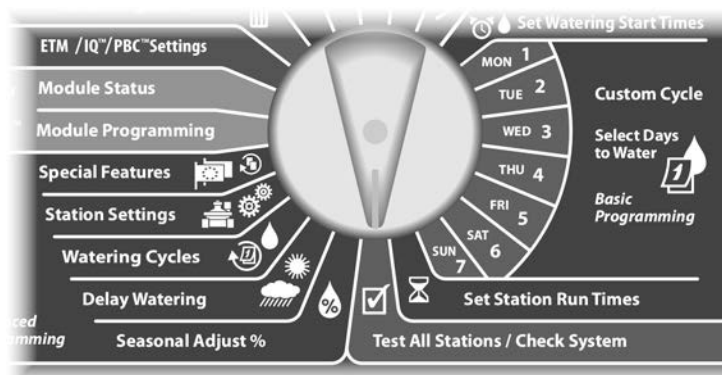 Set Watering Start Times
ETM / IQ™/PBC™Settings
Module Status
Module Programming
Special Features
Station Settings
Watering Cycles
Delay Watering
Seasonal Adjust %
MON 1
TUE 2
WED 3
THU 4
FRI 5
SAT 6
SUN 7
Custom Cycle
Select Days
to Water
1
Basic
Programming
Set Station Run Times
Test All Stations / Check System
%
1